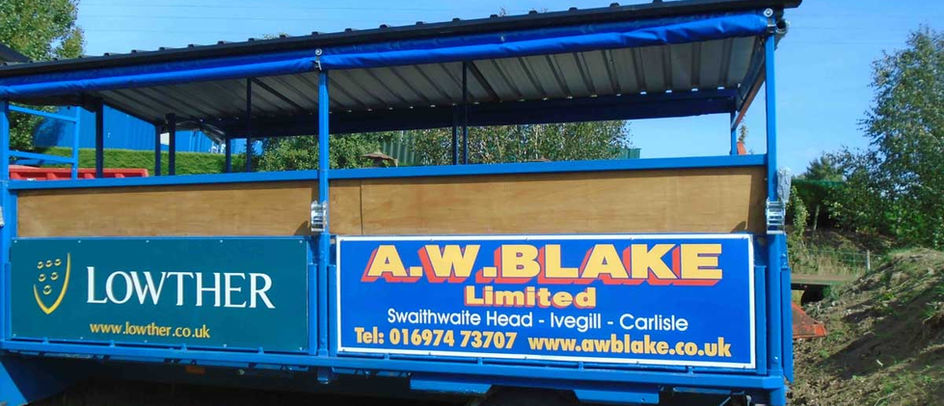 LOWTHER
www.lowther.co.uk
A.W.BLAKE
Limited
Swaithwaite Head - Ivegill - Carlisle
Tel: 016974 73707 www.awblake.co.uk